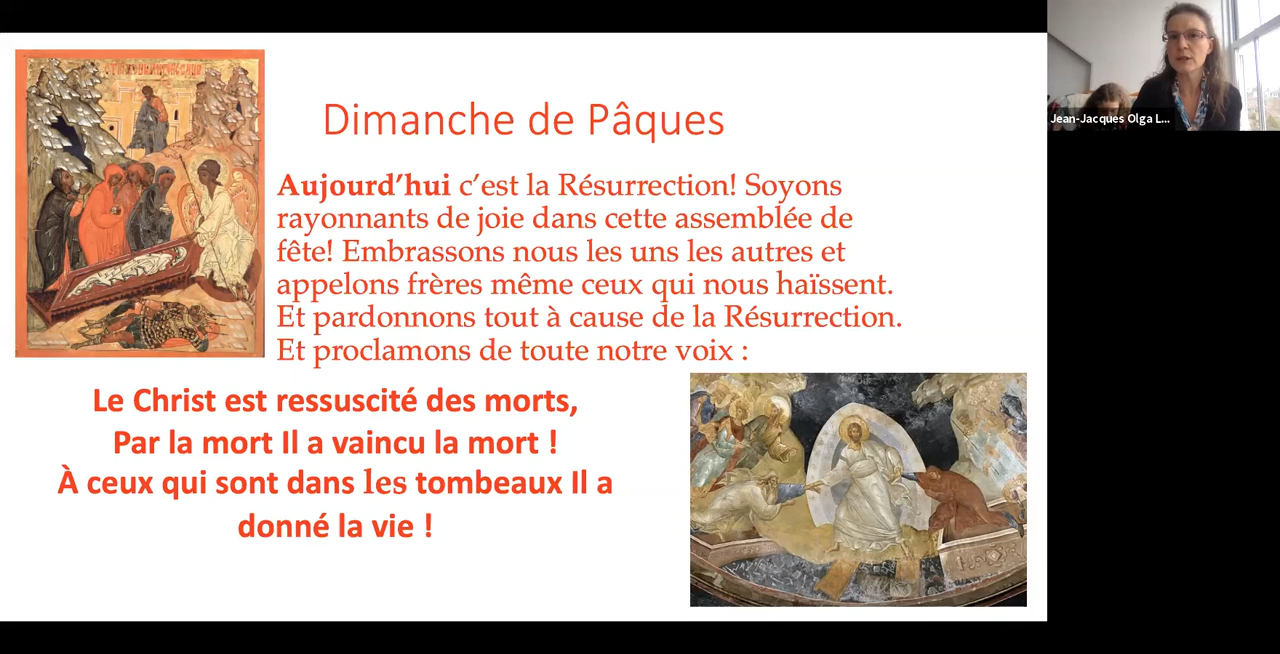 Dimanche de Pâques
Aujourd’hui c’est la Résurrection! Soyons
rayonnants de joie dans cette assemblée de
fête! Embrassons nous les uns les autres et
appelons frères même ceux qui nous haïssent.
Et pardonnons tout à cause de la Résurrection.
Et proclamons de toute notre voix :
Le Christ est ressuscité des morts,
Par la mort Il a vaincu la mort !
À ceux qui sont dans les tombeaux Il a
donné la vie !
Jean-Jacques Olga L...